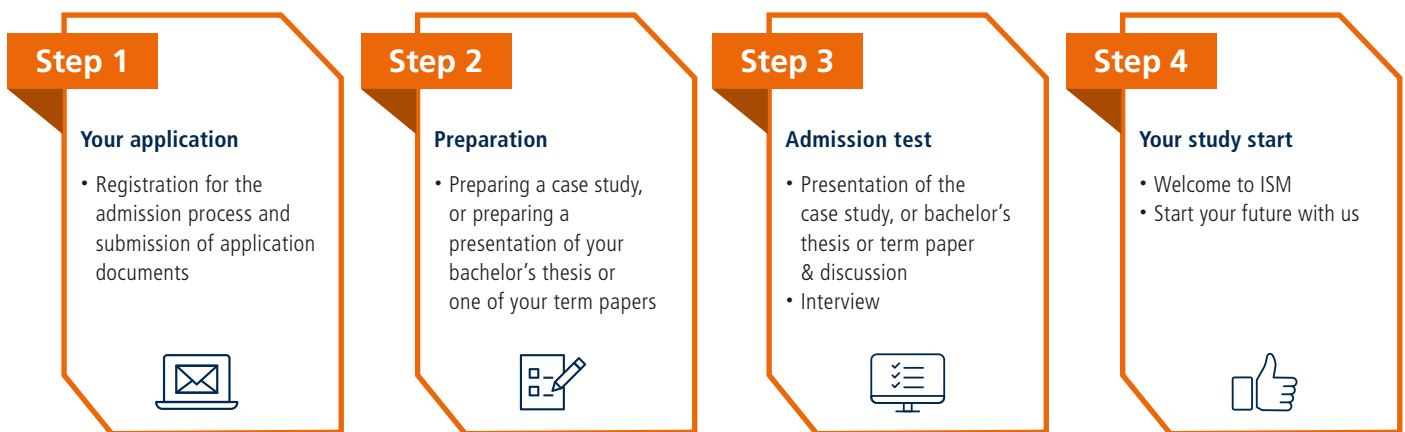 Step 1
Your application
• Registration for the
admission process and
submission of application
documents
Step 2
Preparation
• Preparing a case study,
or preparing a
presentation of your
bachelor’s thesis or
one of your term papers
Step 3
Admission test
• Presentation of the
case study, or bachelor’s
thesis or term paper
& discussion
• Interview
Step 4
Your study start
• Welcome to ISM
• Start your future with us